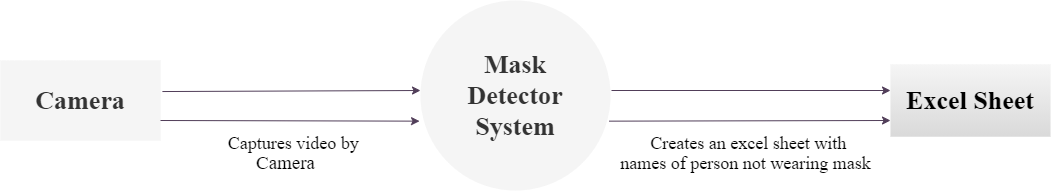 Camera
Captures video by
Camera
Mask
Detector
System
Creates an excel sheet with
names of person not wearing mask
Excel Sheet